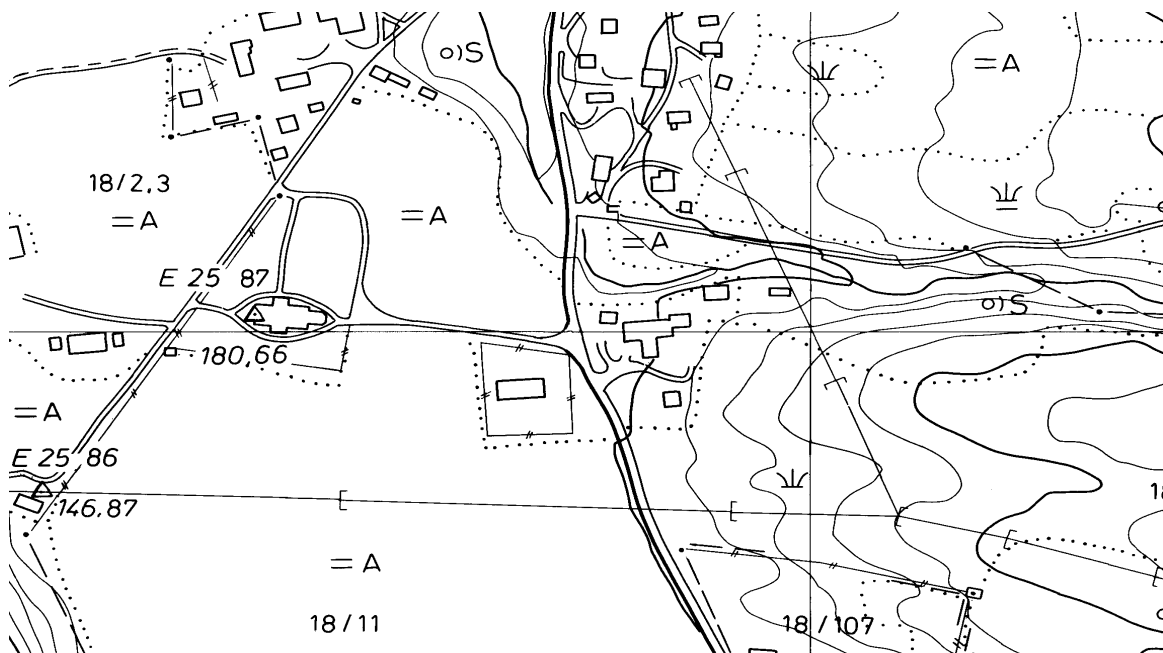 o)S
= A
18/2,3
= A
= A
= A
E 25 87
o)S
180,66
= A
E 25 86
146,87
= A
18/11
18/107